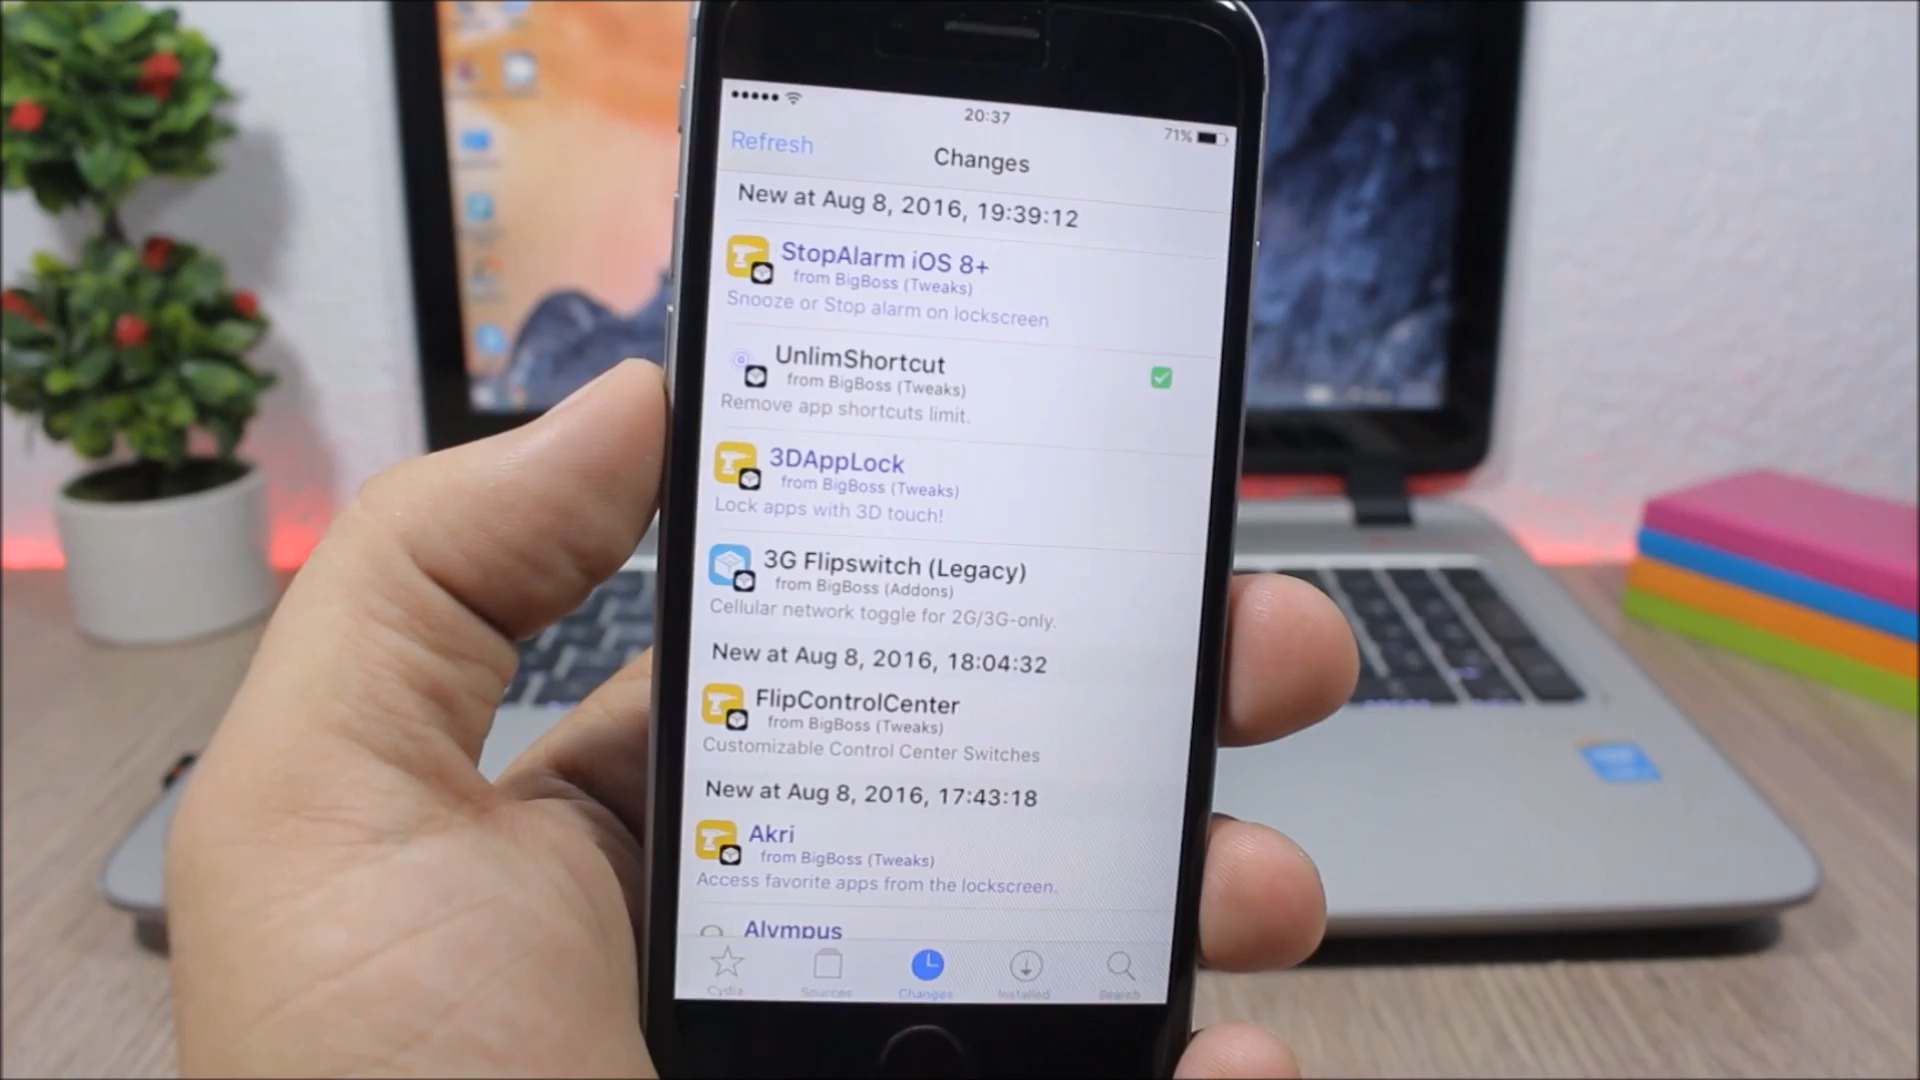 20:37
71%
Refresh
Changes
New at Aug 8, 2016, 19:39:12
StopAlarm iOS 8+
from BigBoss (Tweaks)
Snooze or Stop alarm on lockscreen
UnlimShortcut
from BigBoss (Tweaks)
Remove app shortcuts limit.
3DAppLock
from BigBoss (Tweaks)
Lock apps with 3D touch!
3G Flipswitch (Legacy)
from BigBoss (Addons)
Cellular network toggle for 2G/3G-only.
New at Aug 8, 2016, 18:04:32
FlipControlCenter
from BigBoss (Tweaks)
Customizable Control Center Switches
New at Aug 8, 2016, 17:43:18
Akri
from BigBoss (Tweaks)
Access favorite apps from the lockscreen.
Alympus
Cydia
Sources
Changes
Installed
Search